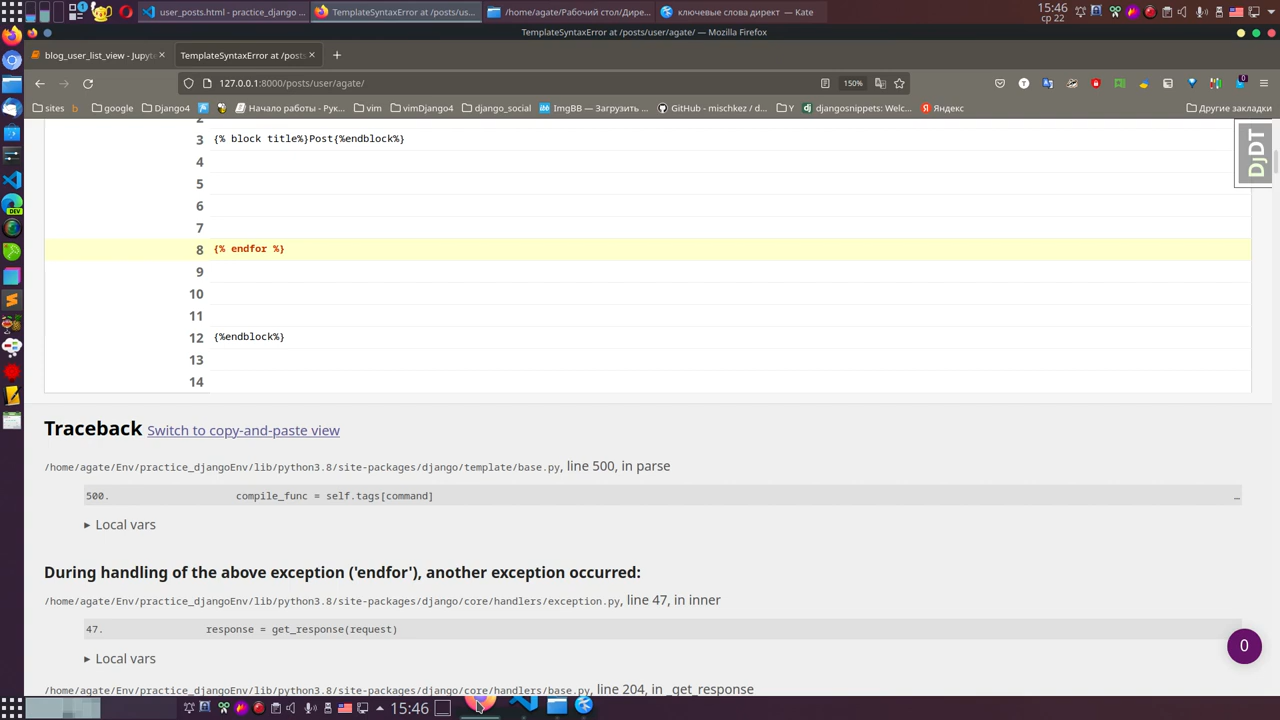 user_posts.html - practice_django ...
TemplateSyntaxError at /posts/us...
/home/agate/Рабочий стол/Дире...
ключевые слова директ — Kate
15:46
ср 22
TemplateSyntaxError at /posts/user/agate/ — Mozilla Firefox
blog_user_list_view - Jupyt
TemplateSyntaxError at /posts
127.0.0.1:8000/posts/user/agate/
150%
0
sites
b
google
Django4
Начало работы - Рук...
vim
vimDjango4
django_social
ImgBB — Загрузить ...
GitHub - mischkez / d...
Y
djangosnippets: Welc...
Яндекс
Другие закладки
DjDT
2
3 {% block title%}Post{%endblock%}
4
5
6
7
8 {% endfor %}
9
10
11
12 {%endblock%}
13
14
Traceback Switch to copy-and-paste view
/home/agate/Env/practice_djangoEnv/lib/python3.8/site-packages/django/template/base.py, line 500, in parse
500. compile_func = self.tags[command] …
▶ Local vars
During handling of the above exception ('endfor'), another exception occurred:
/home/agate/Env/practice_djangoEnv/lib/python3.8/site-packages/django/core/handlers/exception.py, line 47, in inner
47. response = get_response(request)
▶ Local vars
0
/home/agate/Env/practice_djangoEnv/lib/python3.8/site-packages/django/core/handlers/base.py, line 204, in _get_response
DEV
15:46